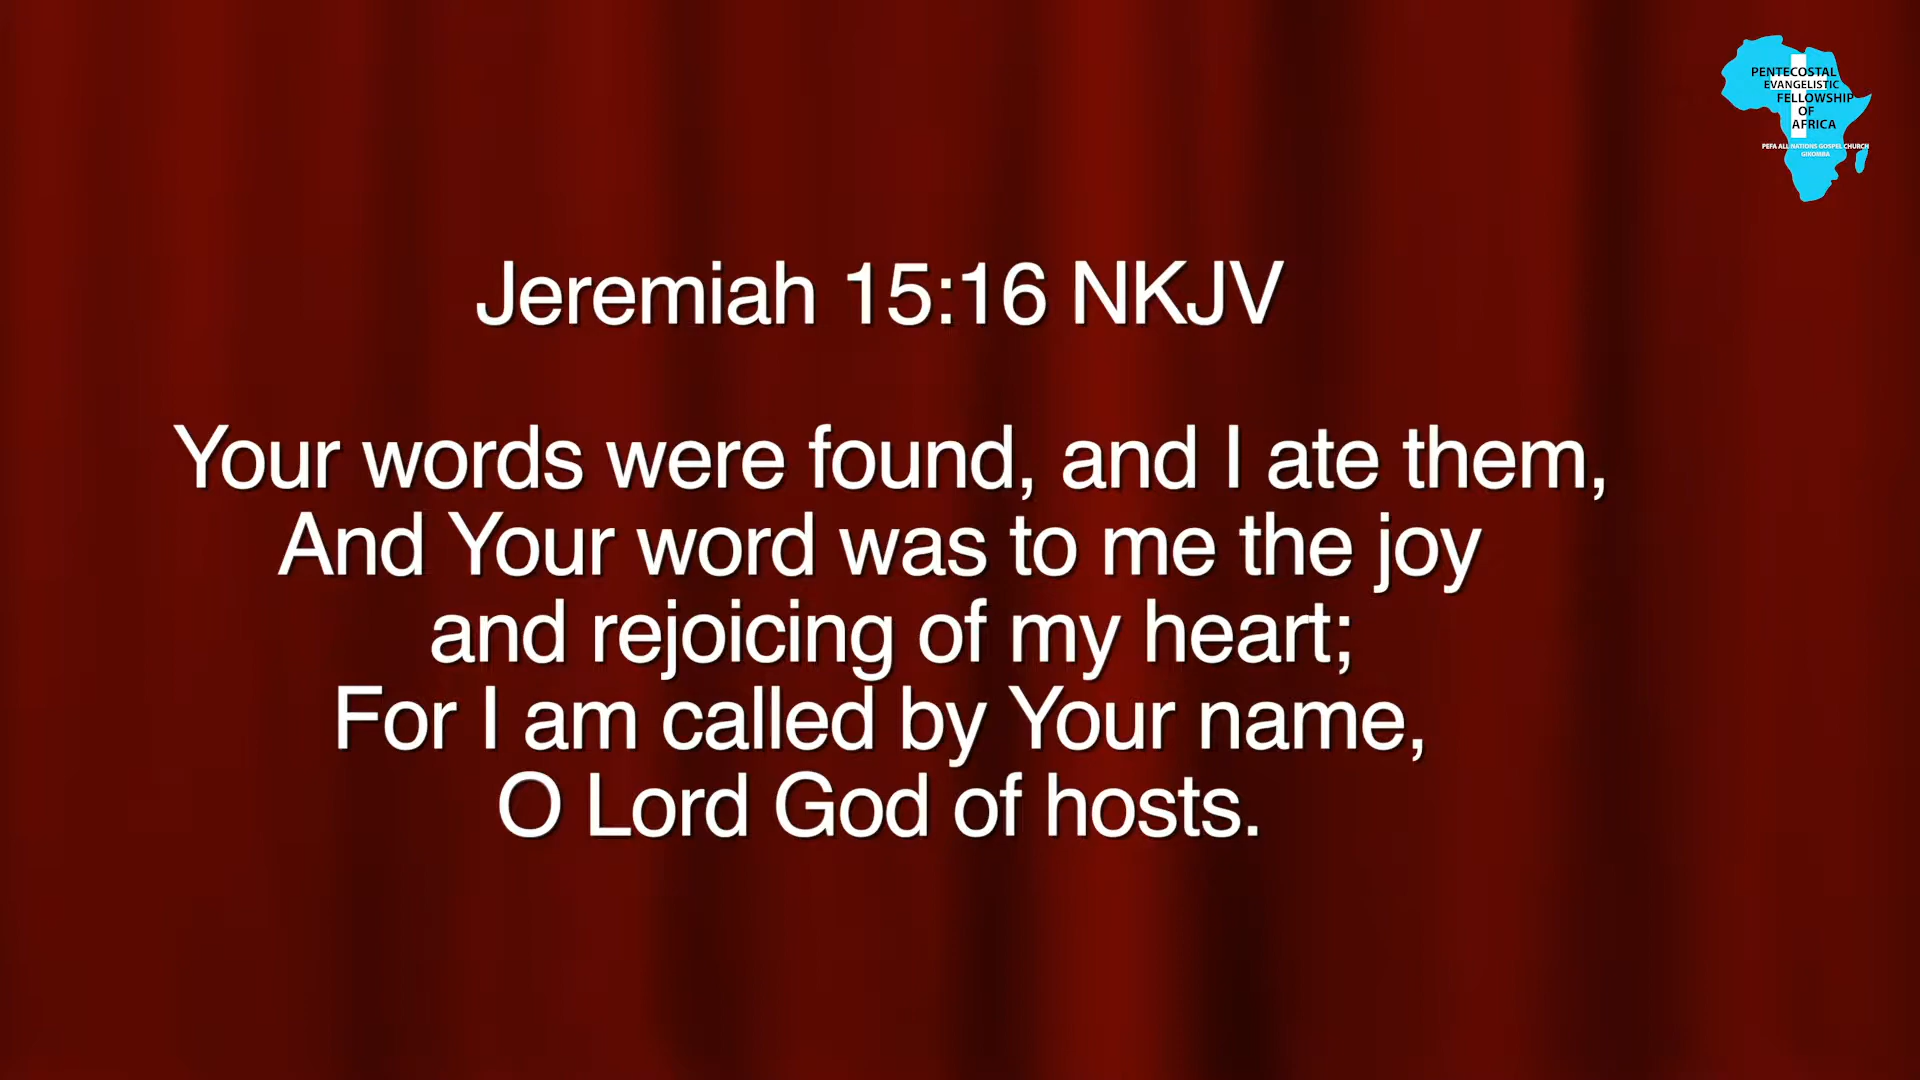 PENTECOSTAL
EVANGELISTIC
FELLOWSHIP
OF
AFRICA
PEFA ALL NATIONS GOSPEL CHURCH
GIKOMBA
Jeremiah 15:16 NKJV
Your words were found, and I ate them,
And Your word was to me the joy
and rejoicing of my heart;
For I am called by Your name,
O Lord God of hosts.